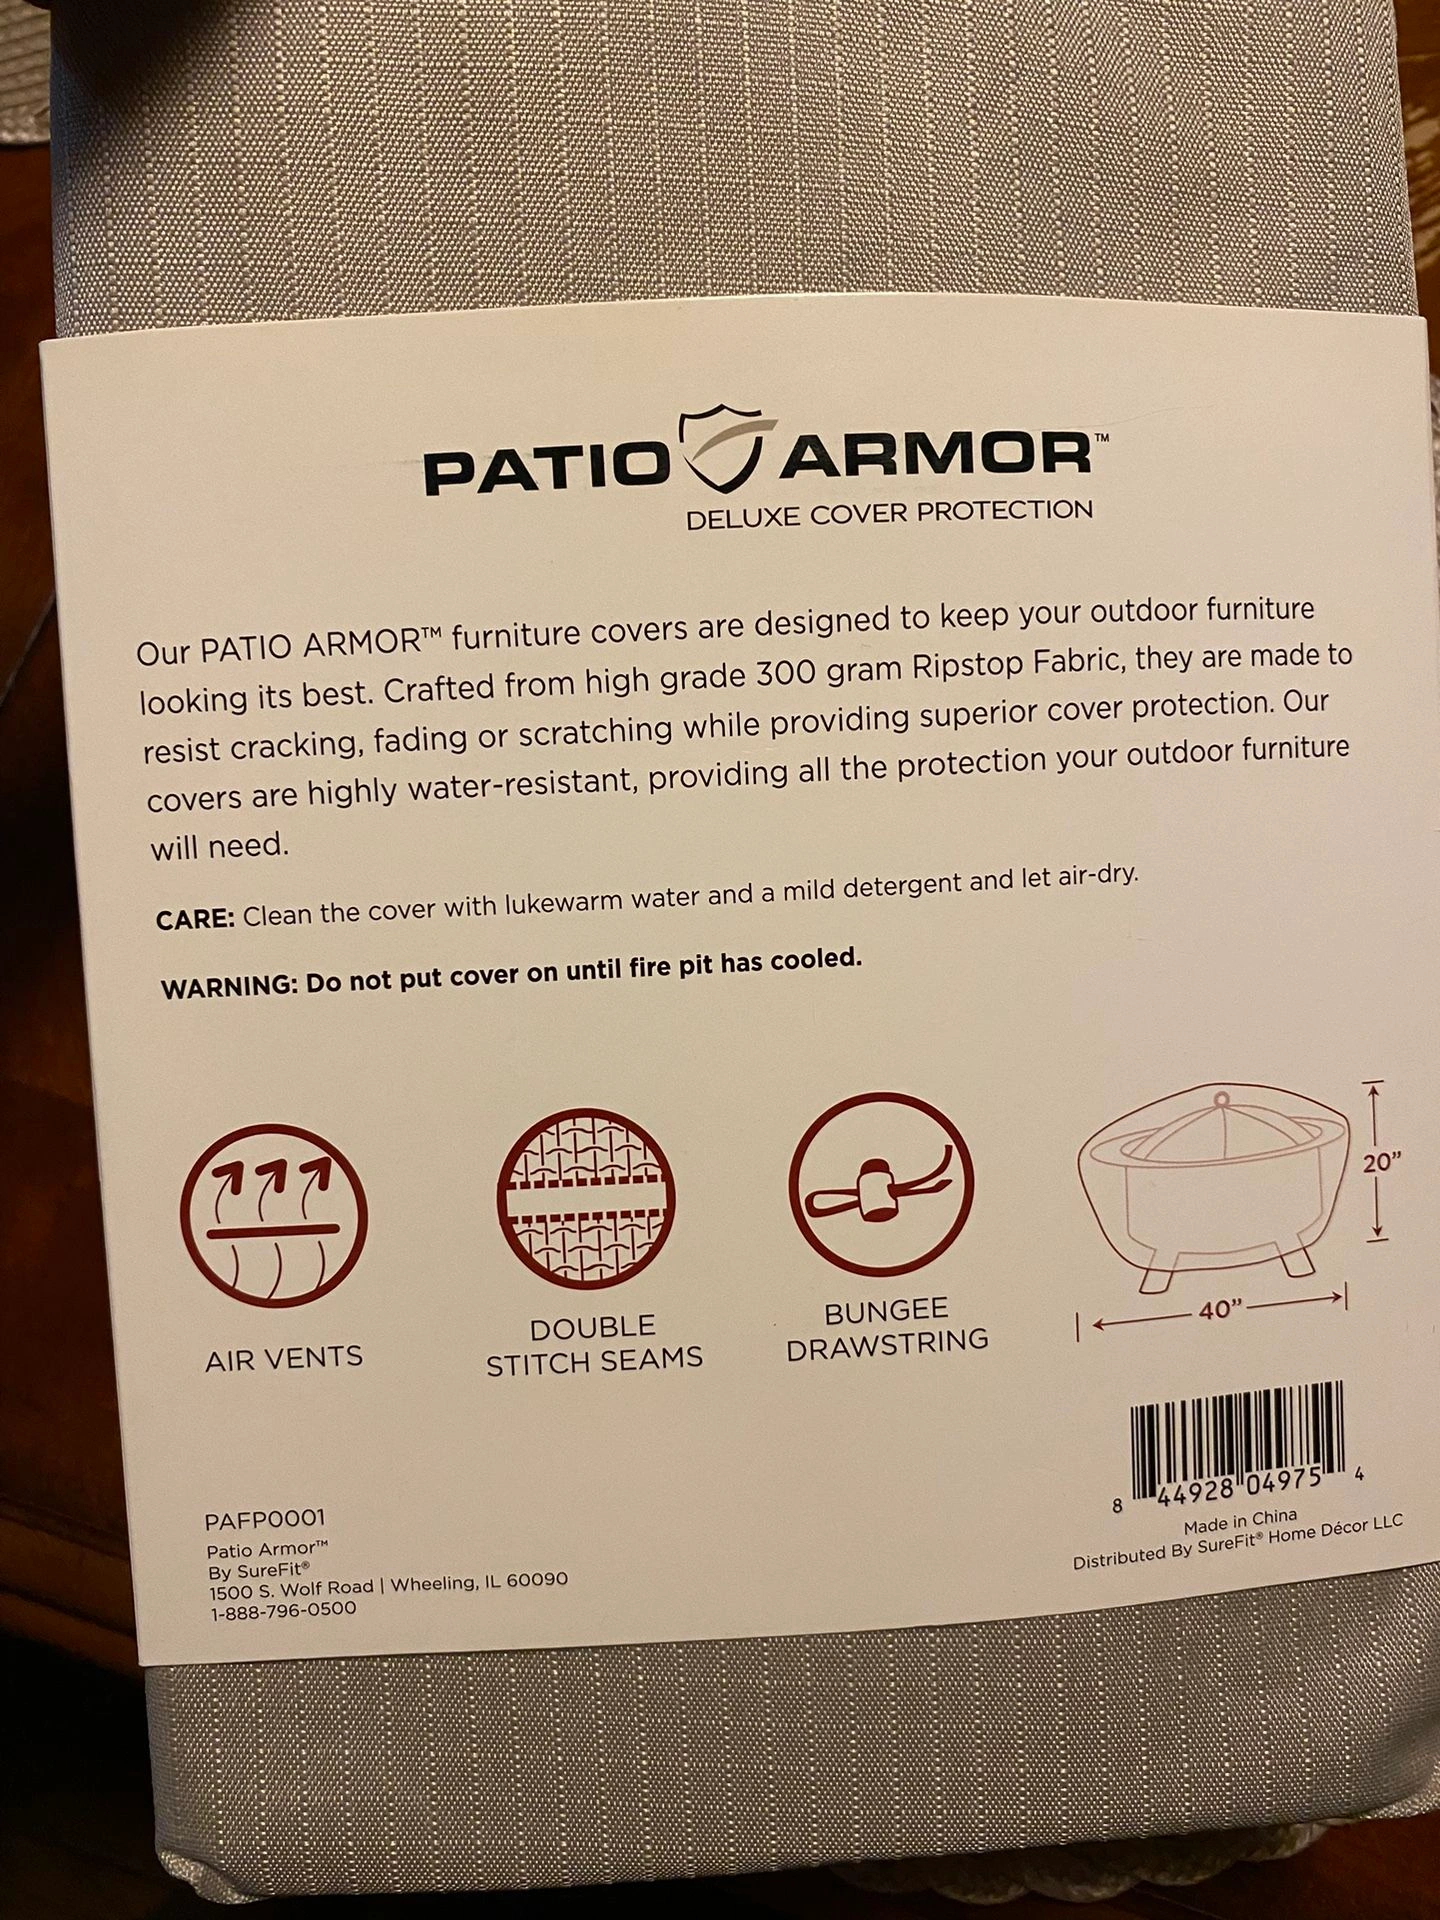 PATIO ARMOR™
DELUXE COVER PROTECTION
Our PATIO ARMOR™ furniture covers are designed to keep your outdoor furniture
looking its best. Crafted from high grade 300 gram Ripstop Fabric, they are made to
resist cracking, fading or scratching while providing superior cover protection. Our
covers are highly water-resistant, providing all the protection your outdoor furniture
will need.
CARE: Clean the cover with lukewarm water and a mild detergent and let air-dry.
WARNING: Do not put cover on until fire pit has cooled.
AIR VENTS
DOUBLE
STITCH SEAMS
BUNGEE
DRAWSTRING
20”
40”
PAFP0001
Patio Armor™
By SureFit®
1500 S. Wolf Road | Wheeling, IL 60090
1-888-796-0500
8 44928 04975 4
Made in China
Distributed By SureFit® Home Décor LLC